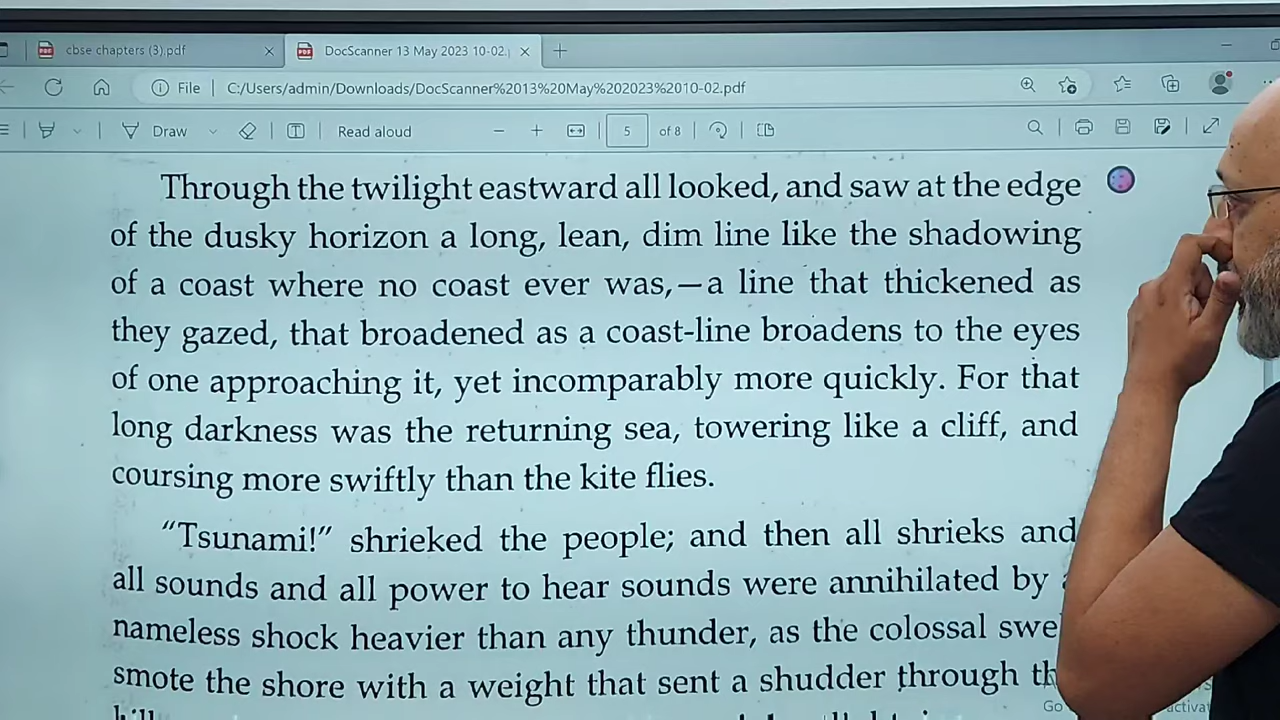 cbse chapters (3).pdf
DocScanner 13 May 2023 10-02.
File C:/Users/admin/Downloads/DocScanner%2013%20May%202023%2010-02.pdf
Draw Read aloud 5 of 8
Through the twilight eastward all looked, and saw at the edge
of the dusky horizon a long, lean, dim line like the shadowing
of a coast where no coast ever was,—a line that thickened as
they gazed, that broadened as a coast-line broadens to the eyes
of one approaching it, yet incomparably more quickly. For that
long darkness was the returning sea, towering like a cliff, and
coursing more swiftly than the kite flies.
“Tsunami!” shrieked the people; and then all shrieks and
all sounds and all power to hear sounds were annihilated by
nameless shock heavier than any thunder, as the colossal swe
smote the shore with a weight that sent a shudder through th
Go